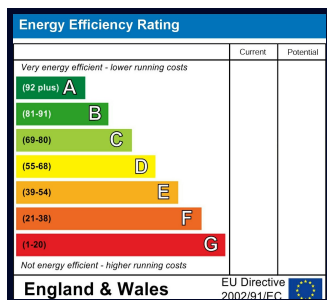 Energy Efficiency Rating
Current Potential
Very energy efficient - lower running costs
(92 plus) A
(81-91) B
(69-80) C
(55-68) D
(39-54) E
(21-38) F
(1-20) G
Not energy efficient - higher running costs
England & Wales
EU Directive
2002/91/EC